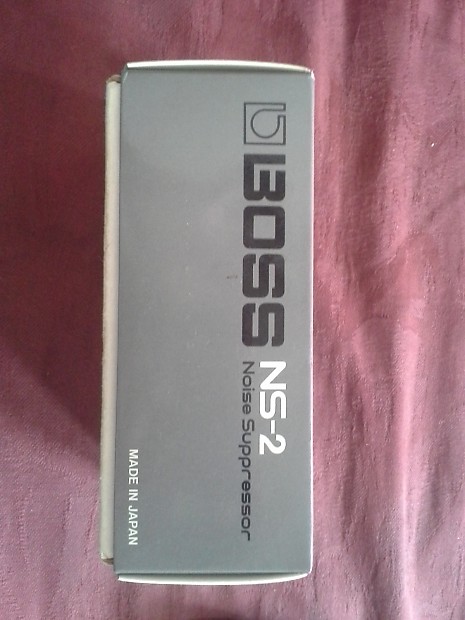 BOSS NS-2
Noise Suppressor
MADE IN JAPAN